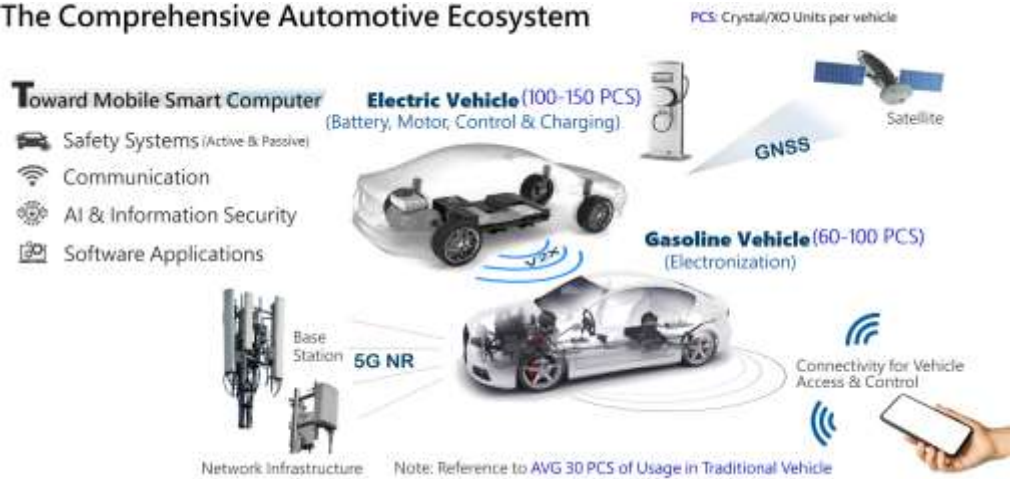 The Comprehensive Automotive Ecosystem
PCS: Crystal/XO Units per vehicle
Toward Mobile Smart Computer
Safety Systems (Active & Passive)
Communication
AI & Information Security
Software Applications
Electric Vehicle (100-150 PCS)
(Battery, Motor, Control & Charging)
Satellite
GNSS
V2X
Gasoline Vehicle (60-100 PCS)
(Electronization)
Base
Station
5G NR
Connectivity for Vehicle
Access & Control
Network Infrastructure
Note: Reference to AVG 30 PCS of Usage in Traditional Vehicle